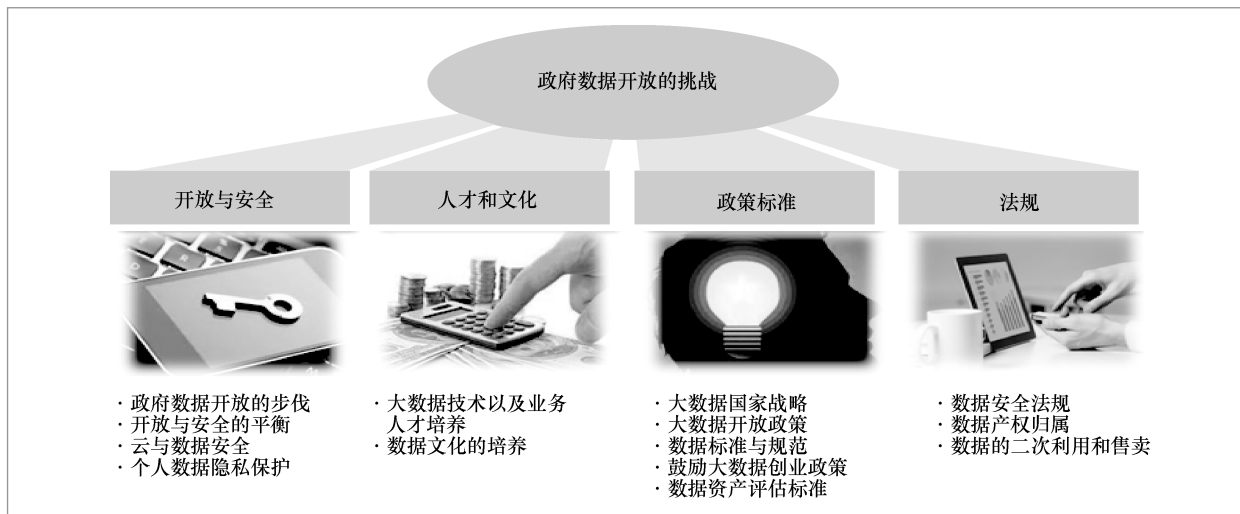 政府数据开放的挑战
开放与安全
· 政府数据开放的步伐
· 开放与安全的平衡
· 云与数据安全
· 个人数据隐私保护
人才和文化
· 大数据技术以及业务
人才培养
· 数据文化的培养
政策标准
· 大数据国家战略
· 大数据开放政策
· 数据标准与规范
· 鼓励大数据创业政策
· 数据资产评估标准
法规
· 数据安全法规
· 数据产权归属
· 数据的二次利用和售卖